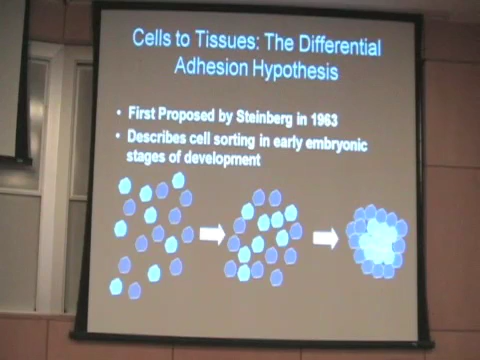 Cells to Tissues: The Differential
Adhesion Hypothesis
• First Proposed by Steinberg in 1963
• Describes cell sorting in early embryonic
stages of development